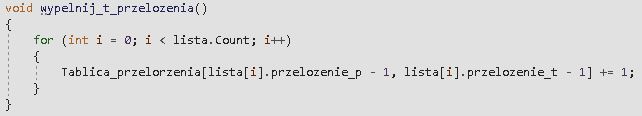 void wypelnij_t_przelozenia()
{
for (int i = 0; i < lista.Count; i++)
{
Tablica_przelorzenia[lista[i].przelozenie_p - 1, lista[i].przelozenie_t - 1] += 1;
}
}